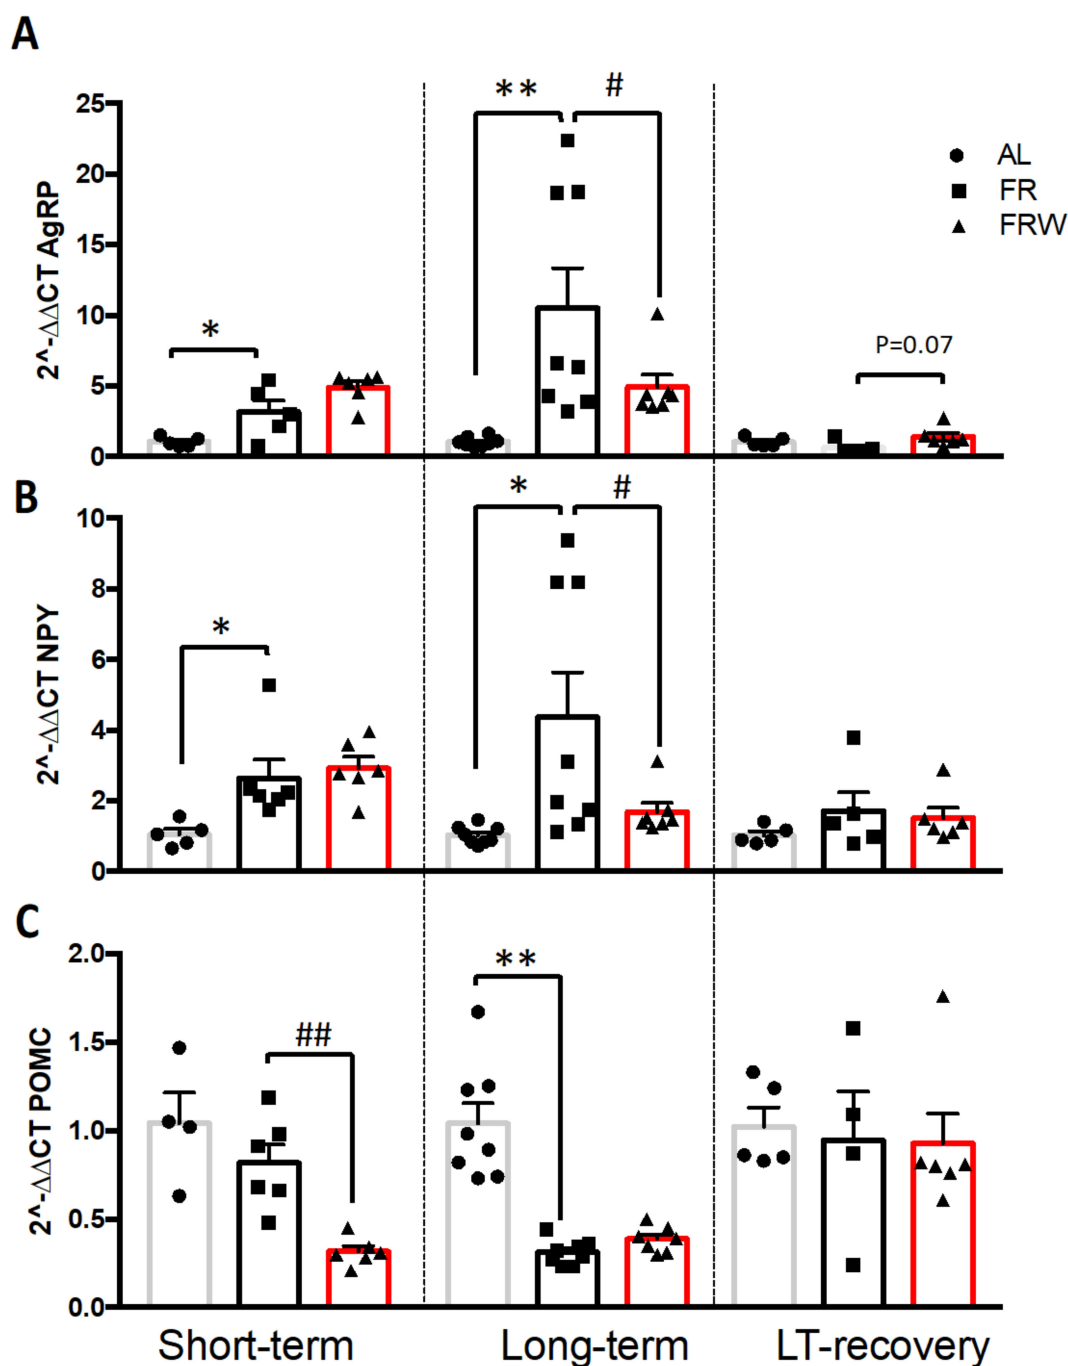 A
2^-ΔΔCT AgRP
25
20
15
10
5
0
*
**
#
P=0.07
AL
FR
FRW
B
2^-ΔΔCT NPY
10
8
6
4
2
0
*
*
#
C
2^-ΔΔCT POMC
2.0
1.5
1.0
0.5
0.0
##
**
Short-term
Long-term
LT-recovery